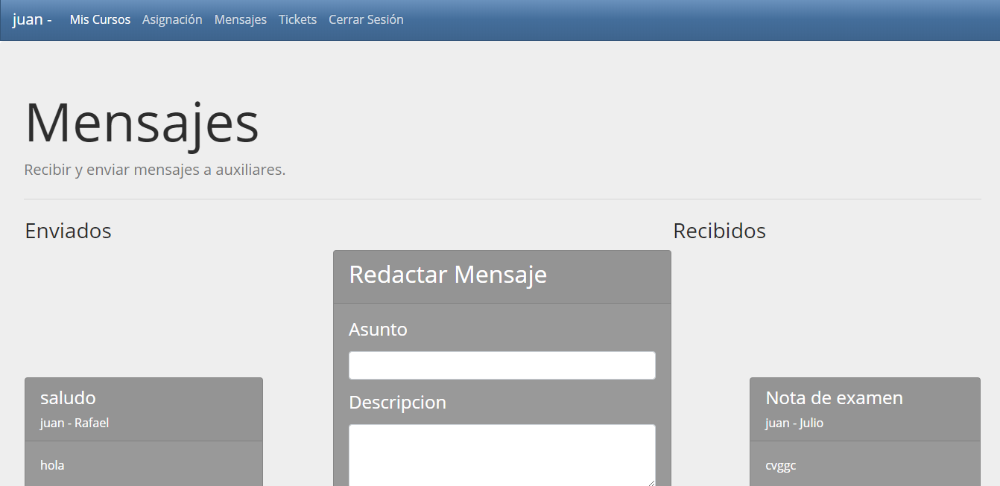 juan - Mis Cursos Asignación Mensajes Tickets Cerrar Sesión
Mensajes
Recibir y enviar mensajes a auxiliares.
Enviados
Recibidos
Redactar Mensaje
Asunto
Descripcion
saludo
juan - Rafael
hola
Nota de examen
juan - Julio
cvggc